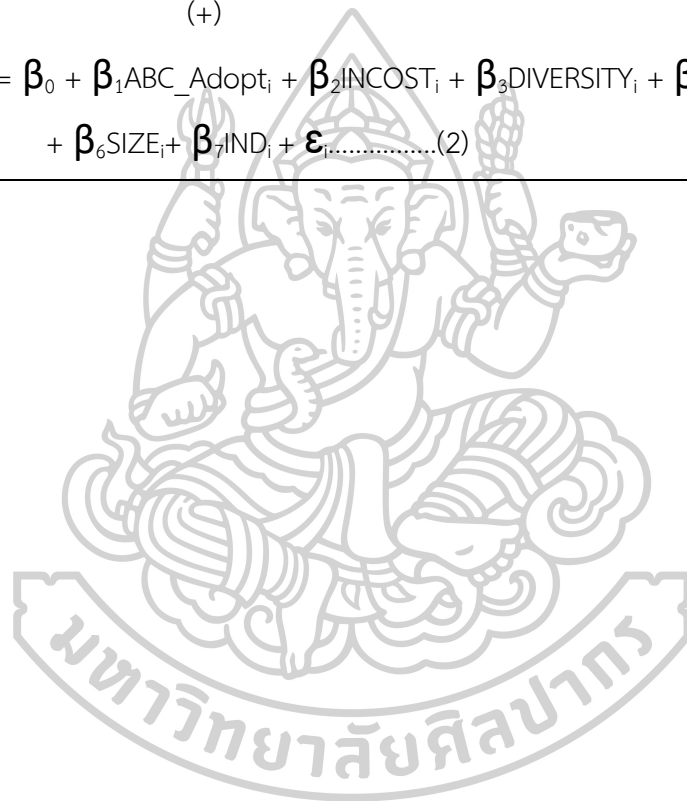 (+)
= β₀ + β₁ABC_Adoptᵢ + β₂INCOSTᵢ + β₃DIVERSITYᵢ + β
+ β₆SIZEᵢ+ β₇INDᵢ + εᵢ................(2)
มหาวิทยาลัยศิลปากร